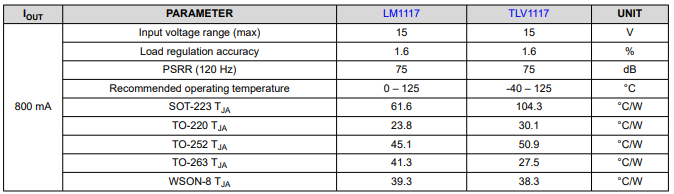 IOUT PARAMETER LM1117 TLV1117 UNIT
800 mA
Input voltage range (max) 15 15 V
Load regulation accuracy 1.6 1.6 %
PSRR (120 Hz) 75 75 dB
Recommended operating temperature 0 – 125 -40 – 125 °C
SOT-223 TJA 61.6 104.3 °C/W
TO-220 TJA 23.8 30.1 °C/W
TO-252 TJA 45.1 50.9 °C/W
TO-263 TJA 41.3 27.5 °C/W
WSON-8 TJA 39.3 38.3 °C/W